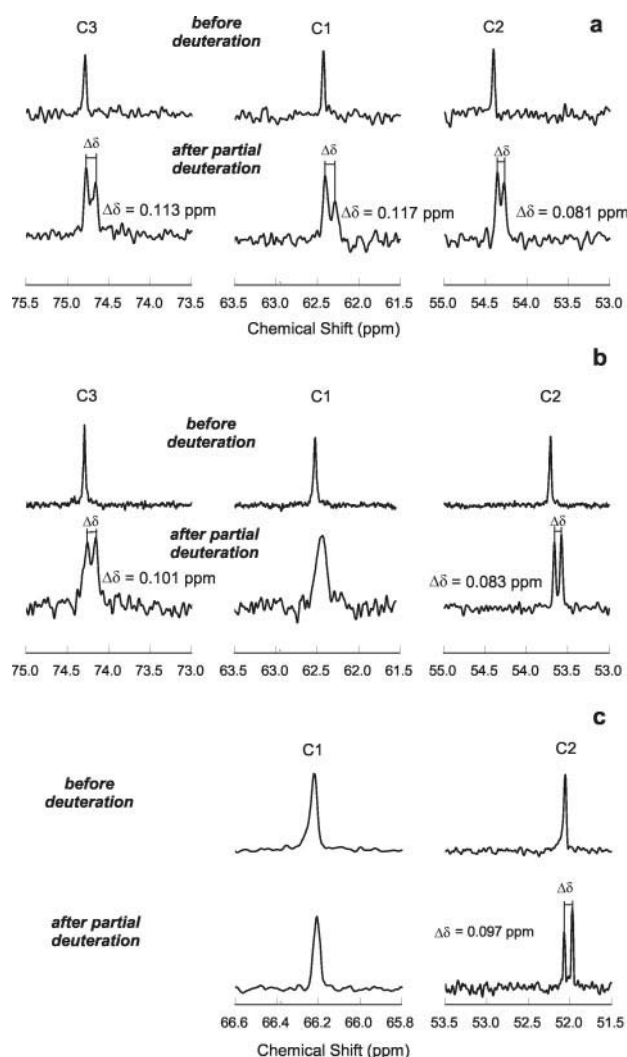 a
C3 before deuteration C1 C2
Δδ after partial deuteration Δδ Δδ
Δδ = 0.113 ppm Δδ = 0.117 ppm Δδ = 0.081 ppm
75.5 74.5 74.0 73.5 63.5 63.0 62.4 62.0 61.5 55.0 54.4 54.0 53.5 53.0
Chemical Shift (ppm)
b
C3 C1 C2
before deuteration
Δδ after partial deuteration Δδ
Δδ = 0.101 ppm Δδ = 0.083 ppm
75.0 74.4 74.0 73.5 73.0 63.5 63.0 62.5 62.0 61.5 55.0 54.5 54.0 53.5 53.0
c
C1 C2
before deuteration
after partial deuteration Δδ
Δδ = 0.097 ppm
66.6 66.4 66.2 66.0 65.8 53.5 53.0 52.5 52.0 51.5
Chemical Shift (ppm)